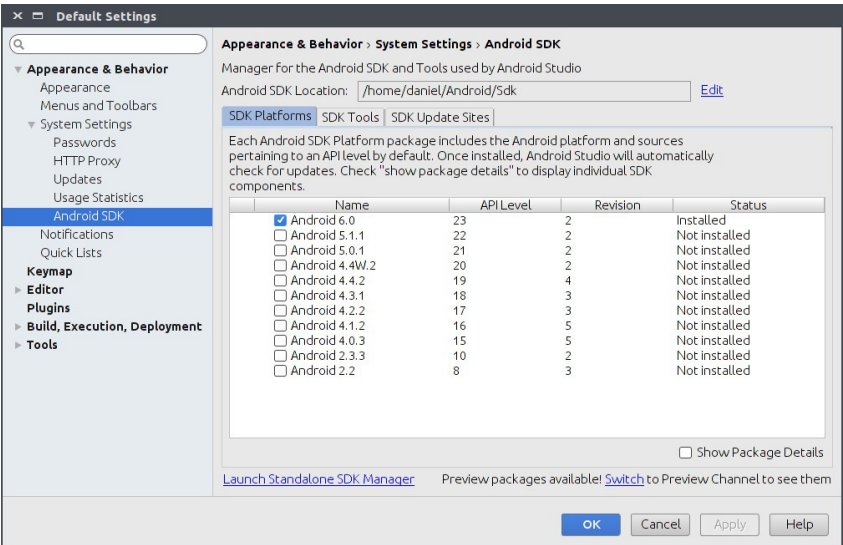 Default Settings
Appearance & Behavior
Appearance
Menus and Toolbars
System Settings
Passwords
HTTP Proxy
Updates
Usage Statistics
Android SDK
Notifications
Quick Lists
Keymap
Editor
Plugins
Build, Execution, Deployment
Tools
Appearance & Behavior › System Settings › Android SDK
Manager for the Android SDK and Tools used by Android Studio
Android SDK Location: /home/daniel/Android/Sdk Edit
SDK Platforms SDK Tools SDK Update Sites
Each Android SDK Platform package includes the Android platform and sources
pertaining to an API level by default. Once installed, Android Studio will automatically
check for updates. Check "show package details" to display individual SDK
components.
Name API Level Revision Status
Android 6.0 23 2 Installed
Android 5.1.1 22 2 Not installed
Android 5.0.1 21 2 Not installed
Android 4.4W.2 20 2 Not installed
Android 4.4.2 19 4 Not installed
Android 4.3.1 18 3 Not installed
Android 4.2.2 17 3 Not installed
Android 4.1.2 16 5 Not installed
Android 4.0.3 15 5 Not installed
Android 2.3.3 10 2 Not installed
Android 2.2 8 3 Not installed
Show Package Details
Launch Standalone SDK Manager Preview packages available! Switch to Preview Channel to see them
OK Cancel Apply Help